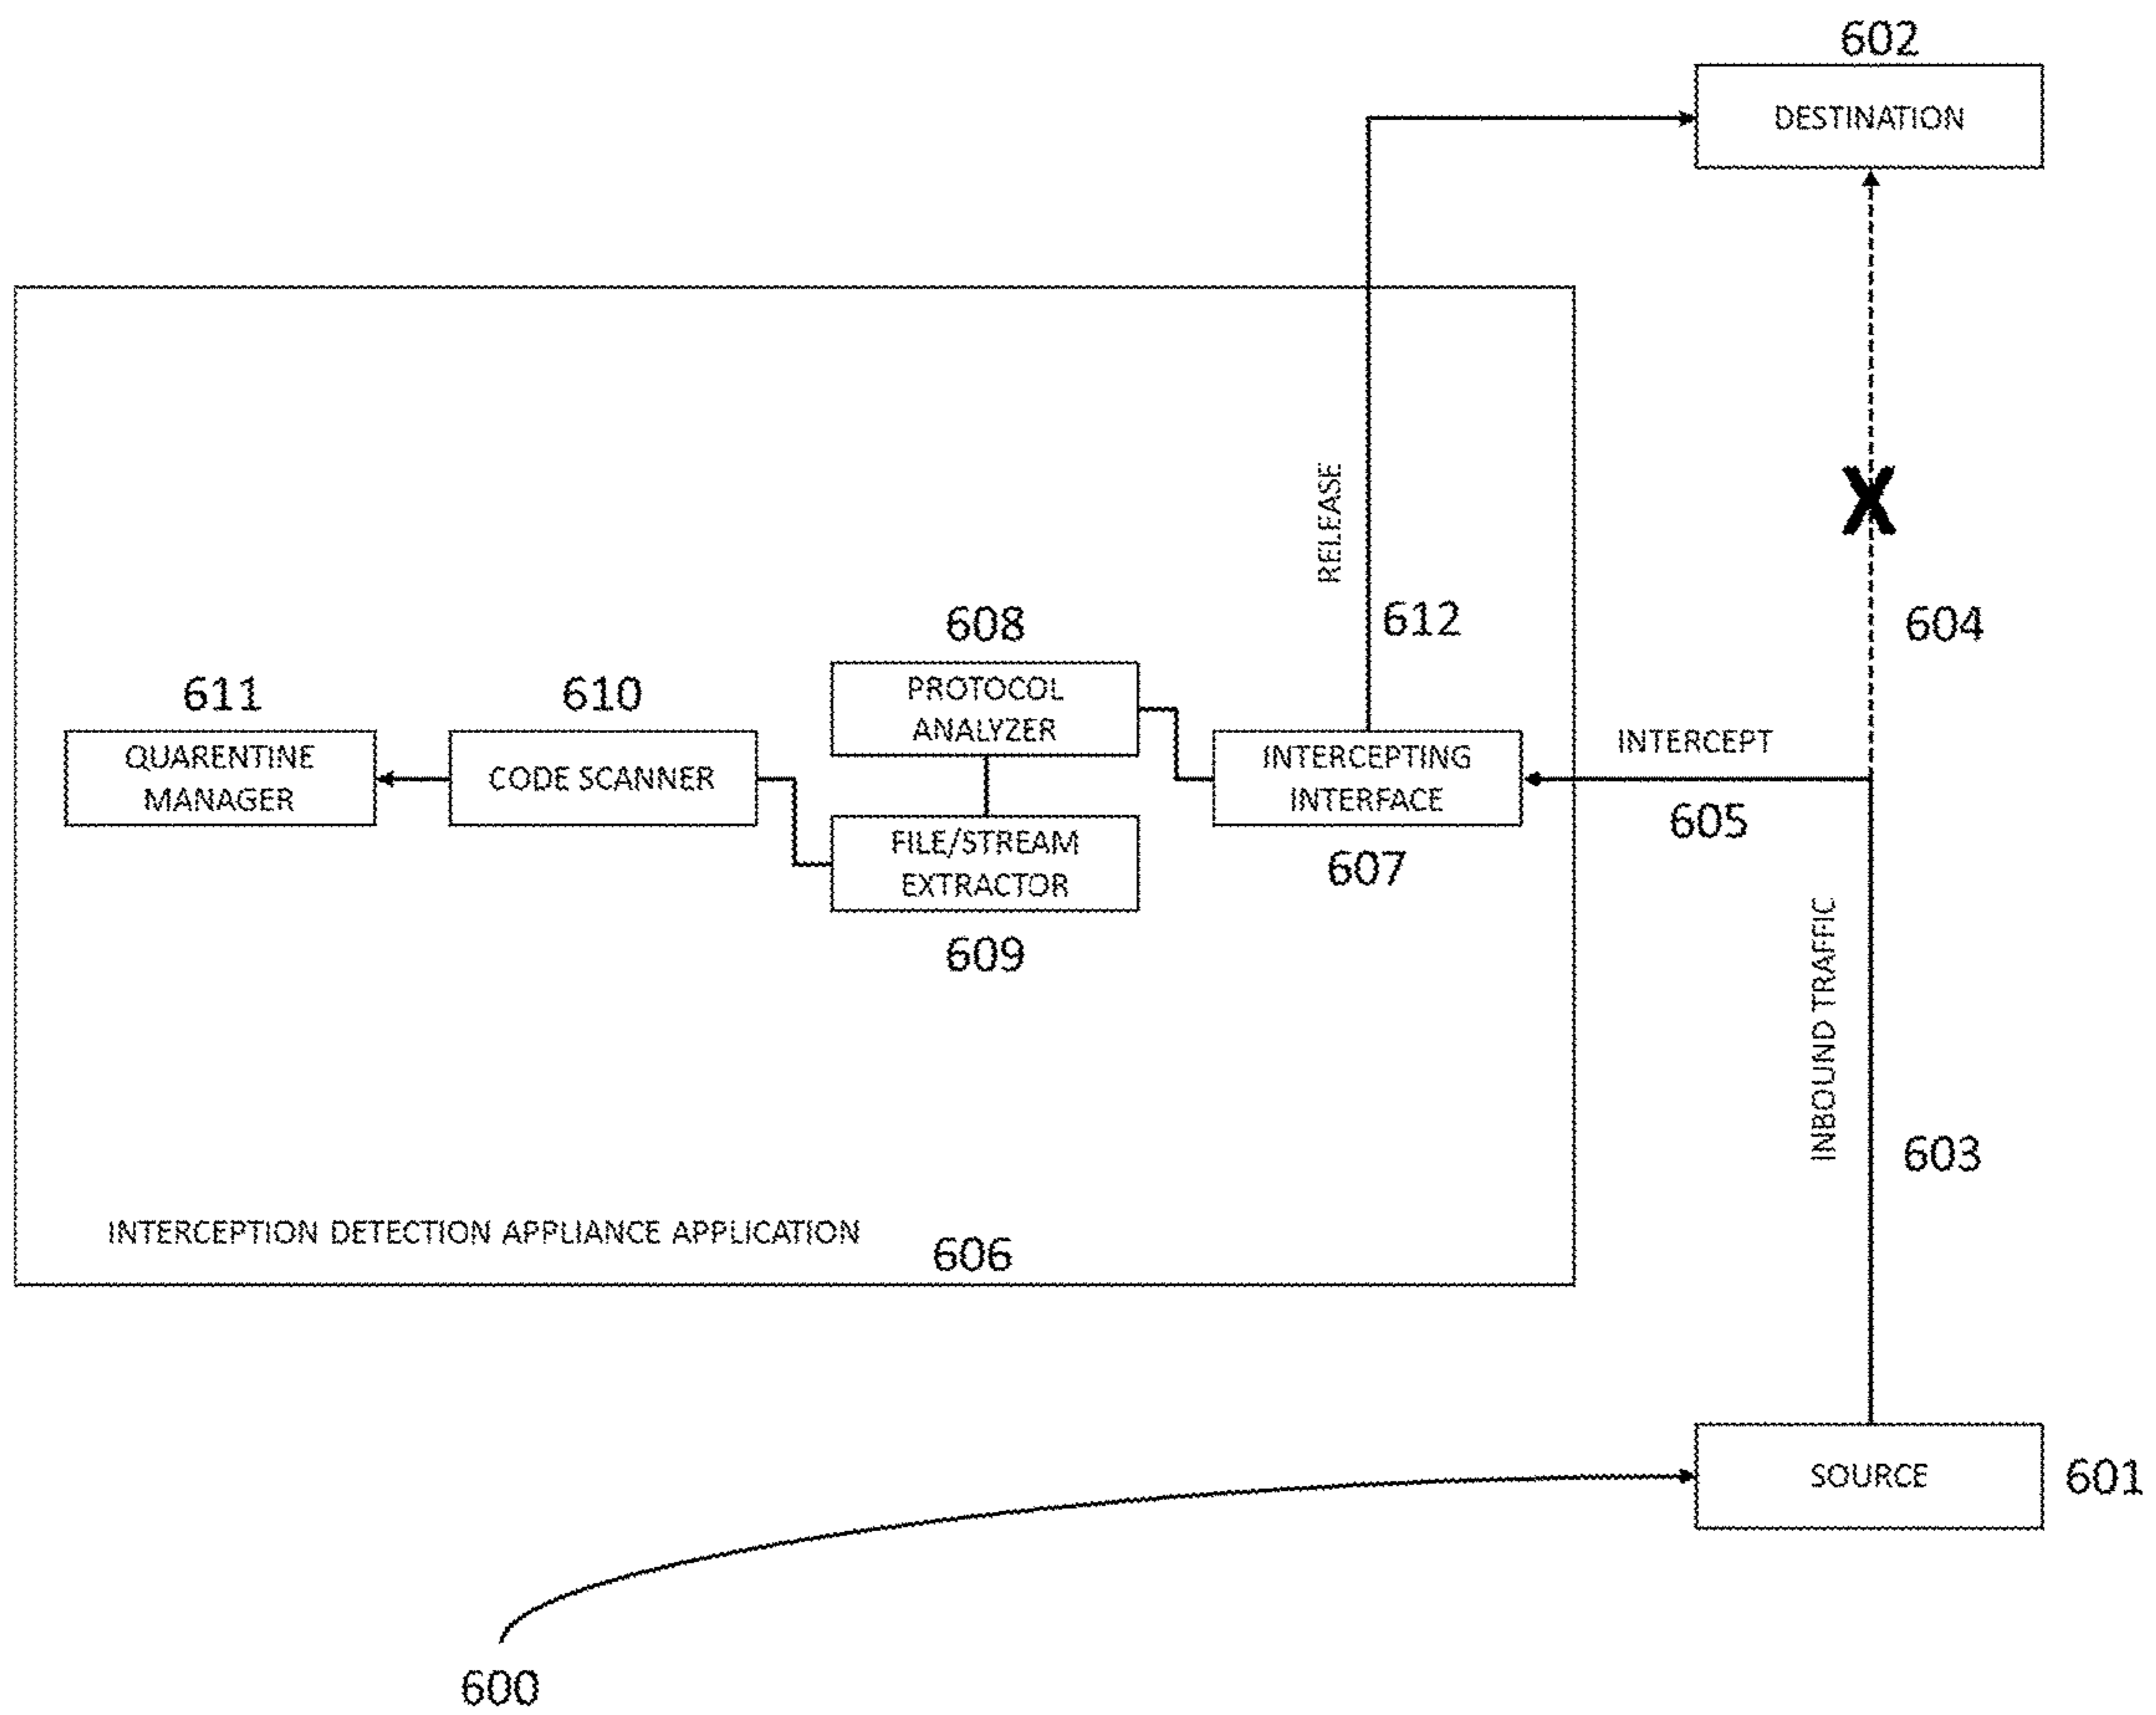 602
DESTINATION
RELEASE
612
604
608
PROTOCOL
ANALYZER
611
QUARENTINE
MANAGER
610
CODE SCANNER
INTERCEPTING
INTERFACE
607
INTERCEPT
605
FILE/STREAM
EXTRACTOR
609
INBOUND TRAFFIC
603
INTERCEPTION DETECTION APPLIANCE APPLICATION
606
SOURCE
601
600
X